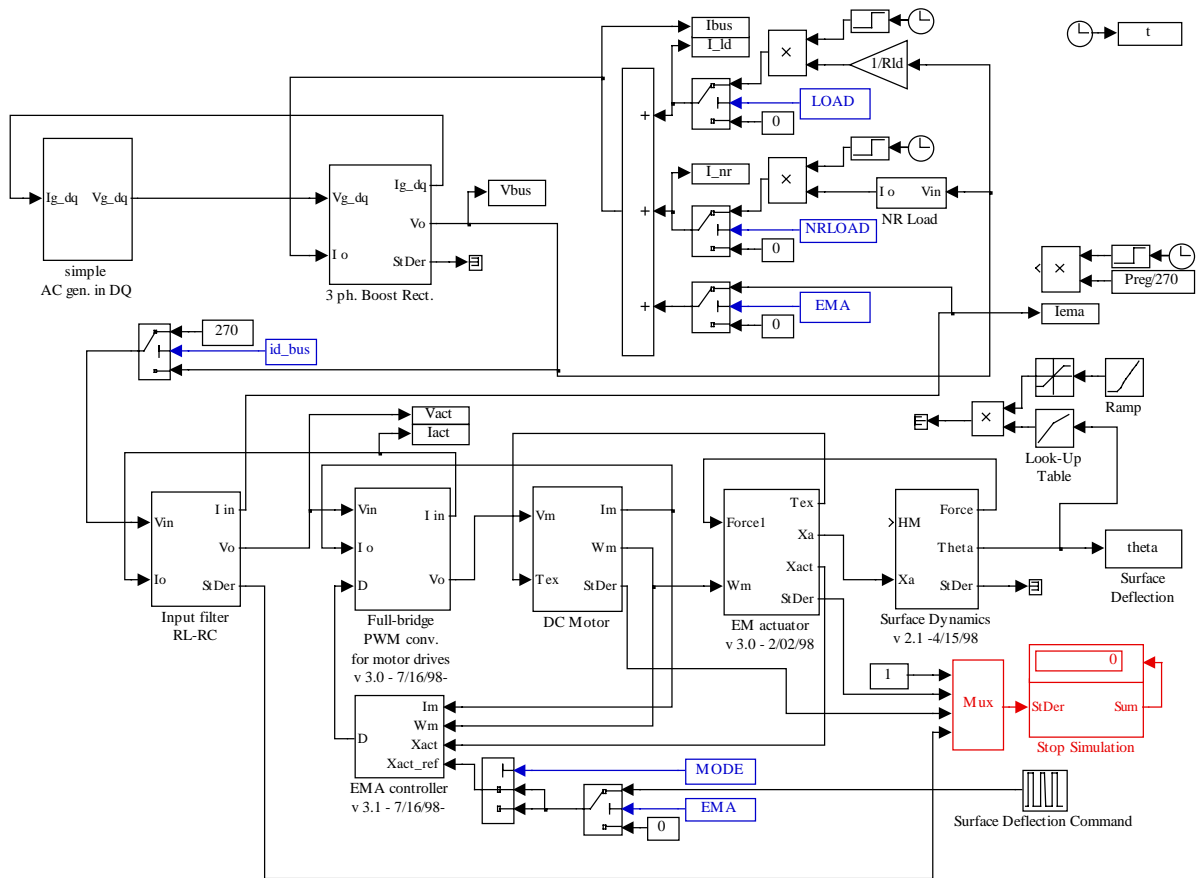 Ibus
I_ld
1/Rld
t
LOAD
0
+
Ig_dq
Vg_dq
simple
AC gen. in DQ
Vg_dq
I o
Ig_dq
Vo
StDer
3 ph. Boost Rect.
Vbus
I_nr
I o
Vin
NR Load
+
NRLOAD
0
×
×
×
Preg/270
EMA
0
+
Iema
270
id_bus
Vact
Iact
×
Ramp
Look-Up
Table
Vin
Io
I in
Vo
StDer
Input filter
RL-RC
Vin
I o
D
I in
Vo
Full-bridge
PWM conv.
for motor drives
v 3.0 - 7/16/98-
Vm
Tex
Im
Wm
StDer
DC Motor
Force1
Wm
Tex
Xa
Xact
StDer
EM actuator
v 3.0 - 2/02/98
HM
Xa
Force
Theta
StDer
Surface Dynamics
v 2.1 -4/15/98
theta
Surface
Deflection
1
Mux
0
StDer
Sum
Stop Simulation
D
Im
Wm
Xact
Xact_ref
EMA controller
v 3.1 - 7/16/98-
MODE
EMA
0
Surface Deflection Command